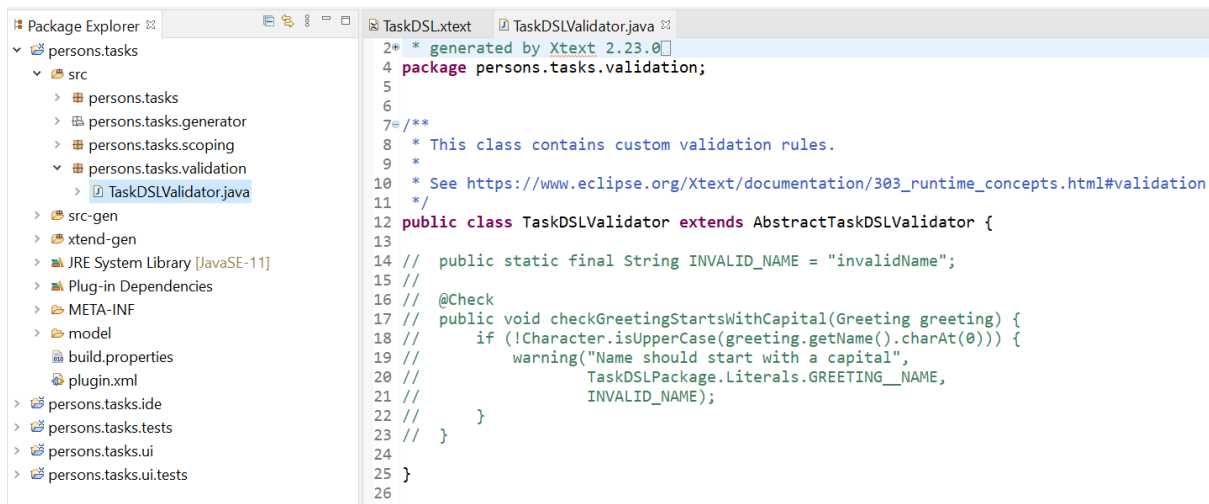 Package Explorer
persons.tasks
src
persons.tasks
persons.tasks.generator
persons.tasks.scoping
persons.tasks.validation
TaskDSLValidator.java
src-gen
xtend-gen
JRE System Library [JavaSE-11]
Plug-in Dependencies
META-INF
model
build.properties
plugin.xml
persons.tasks.ide
persons.tasks.tests
persons.tasks.ui
persons.tasks.ui.tests
TaskDSL.xtext TaskDSLValidator.java
2 * generated by Xtext 2.23.0
4 package persons.tasks.validation;
5
6
7 /**
8 * This class contains custom validation rules.
9 *
10 * See https://www.eclipse.org/Xtext/documentation/303_runtime_concepts.html#validation
11 */
12 public class TaskDSLValidator extends AbstractTaskDSLValidator {
13
14 // public static final String INVALID_NAME = "invalidName";
15 //
16 // @Check
17 // public void checkGreetingStartsWithCapital(Greeting greeting) {
18 // if (!Character.isUpperCase(greeting.getName().charAt(0))) {
19 // warning("Name should start with a capital",
20 // TaskDSLPackage.Literals.GREETING__NAME,
21 // INVALID_NAME);
22 // }
23 // }
24
25 }
26